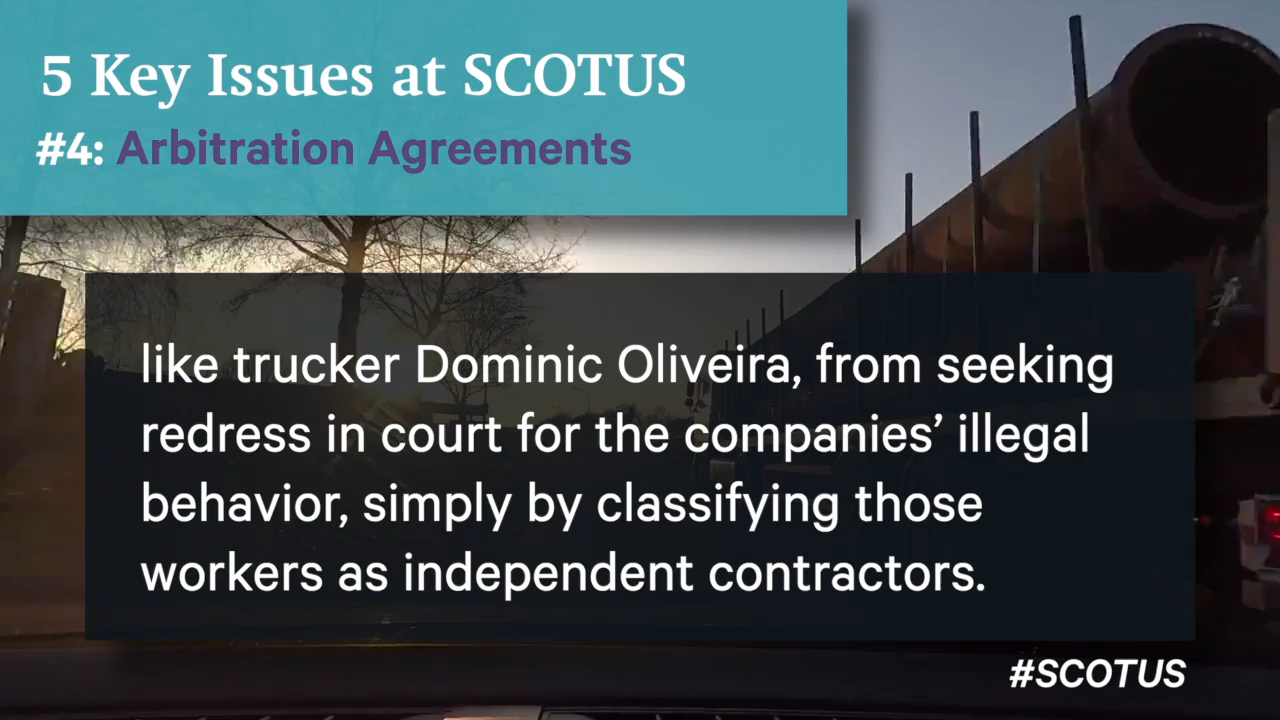 5 Key Issues at SCOTUS
#4: Arbitration Agreements
like trucker Dominic Oliveira, from seeking
redress in court for the companies’ illegal
behavior, simply by classifying those
workers as independent contractors.
#SCOTUS